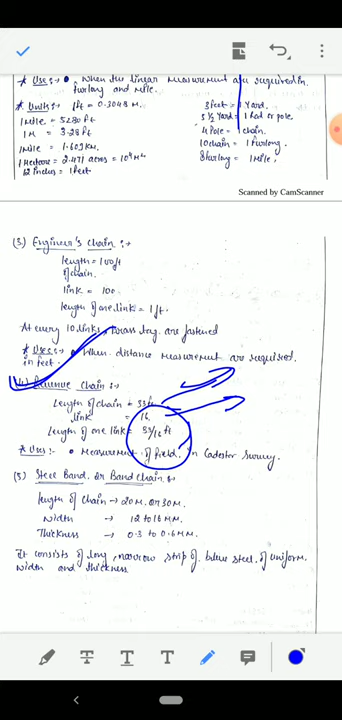 * Uses:- • When the linear measurement are required in.
furlong and Mile.
* Units:- 1ft = 0.3048 M.
1 Mile = 5280 ft
1 M = 3.28 ft
1 Mile = 1.609 KM.
1 Hectare = 2.471 acres = 10⁴ M²
12 inches = 1 feet
3 feet = 1 Yard.
5 ½ Yard = 1 Rod or pole
4 Pole = 1 chain.
10 chain = 1 furlong.
8 furlong = 1 Mile.
Scanned by CamScanner
(3) Engineer's Chain :-
length = 100 ft
of chain.
link = 100
length of one link = 1 ft.
At every 10 links, brass tag are fastened
* Uses:- • When distance measurement are required.
in feet.
Revenue Chain :-
Length of chain = 33 ft
link = 16
Length of one link = 33/16 ft
* Uses • Measurement of field. in Cadester Survey.
(5) Steel Band or Band Chain :-
length of chain → 20 M. or 30 M.
Width → 12 to 16 MM.
Thickness → 0.3 to 0.6 MM.
It consists of long, narrow strip of blue steel of uniform
width and thickness
T
T
T